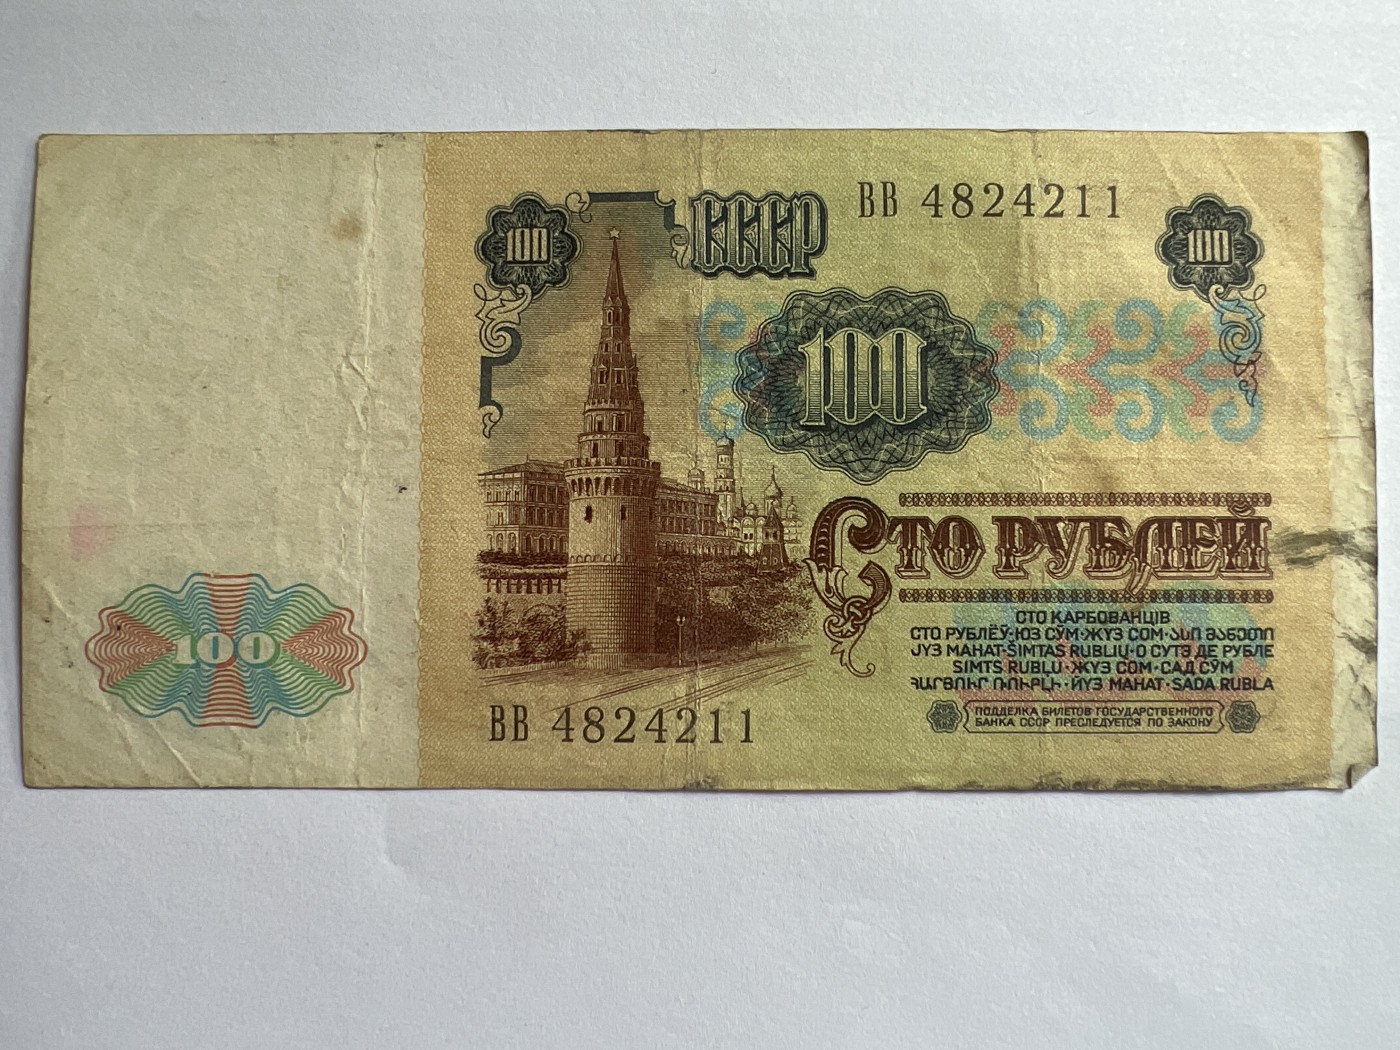 100
СССР
ВВ 4824211
100
100
СТО РУБЛЕЙ
СТО КАРБОВАНЦІВ
СТО РУБЛЁЎ·ЮЗ СЎМ·ЖҮЗ СОМ·ᲐᲡᲘ ᲛᲐᲜᲔᲗᲘ
ЈҮЗ МАНАТ·ŠIMTAS RUBLIŲ·О СУТЭ ДЕ РУБЛЕ
SIMTS RUBĻU·ЖҮЗ СОМ·САД СӮМ
ՀԱՐՅՈՒՐ ՌՈՒԲԼԻ·ЙҮЗ МАНАТ·SADA RUBLA
ПОДДЕЛКА БИЛЕТОВ ГОСУДАРСТВЕННОГО
БАНКА СССР ПРЕСЛЕДУЕТСЯ ПО ЗАКОНУ
100
ВВ 4824211